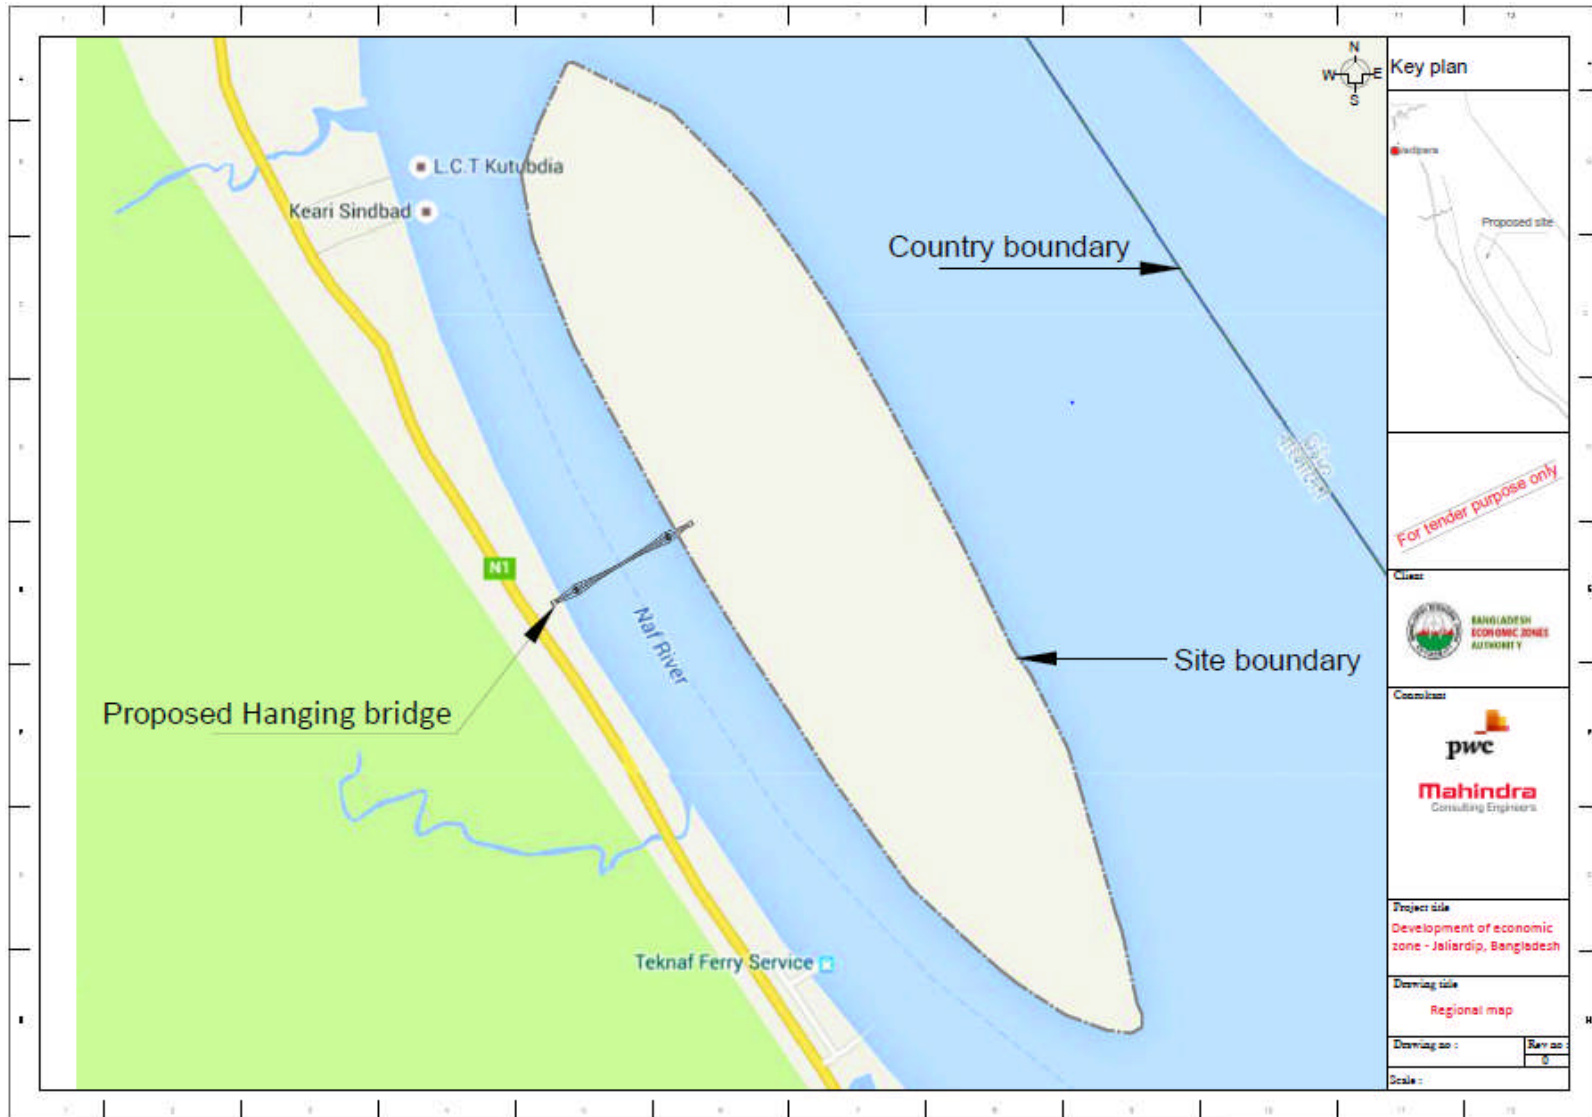 N
W E
S
L.C.T Kutubdia
Keari Sindbad
Country boundary
N1
Naf River
Site boundary
Proposed Hanging bridge
Teknaf Ferry Service
Key plan
Proposed site
For tender purpose only
Client
BANGLADESH
ECONOMIC ZONES
AUTHORITY
Consultant
pwc
Mahindra
Consulting Engineers
Project title
Development of economic
zone - Jaliardip, Bangladesh
Drawing title
Regional map
Drawing no :
Rev no :
0
Scale :